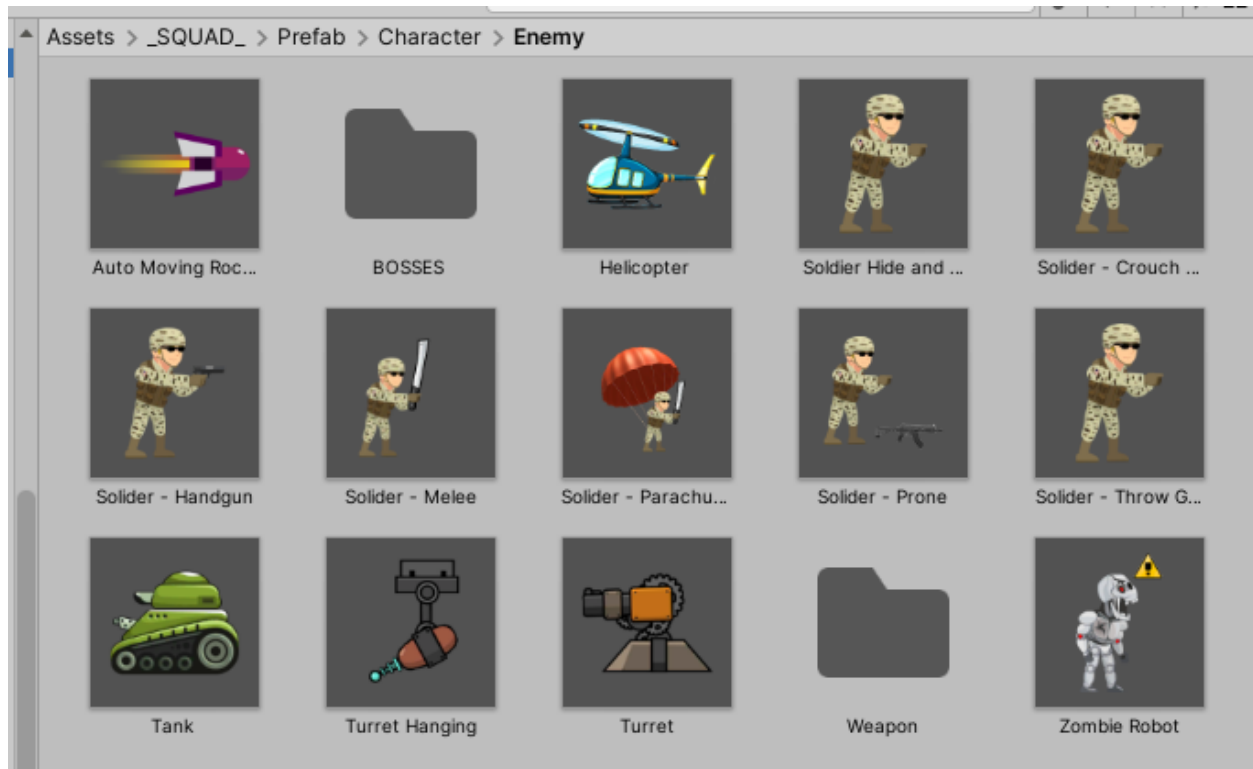 Assets > _SQUAD_ > Prefab > Character > Enemy
Auto Moving Roc...
BOSSES
Helicopter
Soldier Hide and ...
Solider - Crouch ...
Solider - Handgun
Solider - Melee
Solider - Parachu...
Solider - Prone
Solider - Throw G...
Tank
Turret Hanging
Turret
Weapon
Zombie Robot